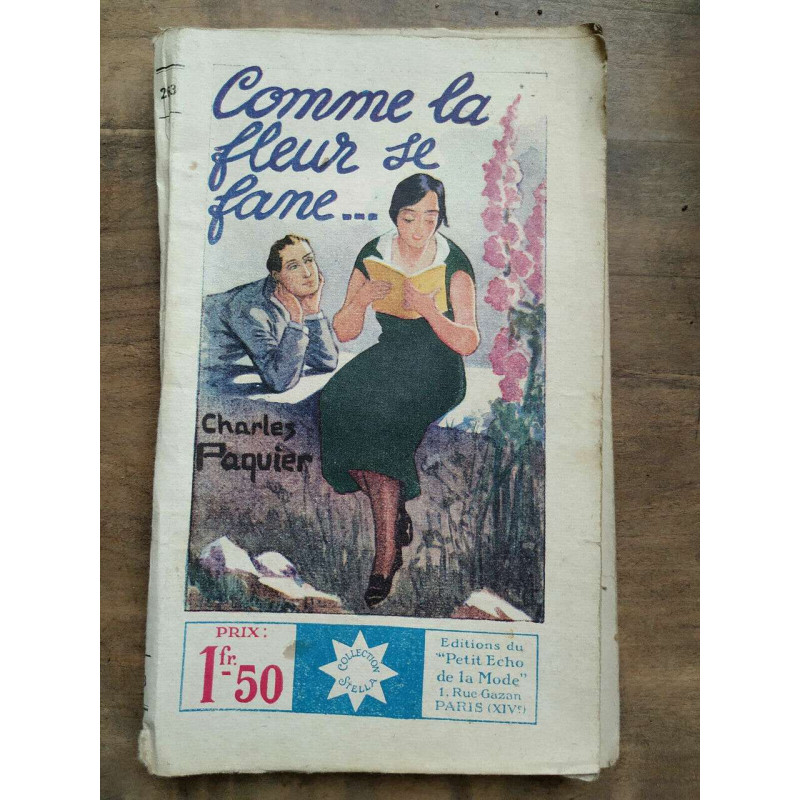 Comme la
fleur se
fane...
Charles
Paquier
PRIX:
1fr.-50
COLLECTION
STELLA
Editions du
"Petit Echo
de la Mode"
1, Rue Gazan
PARIS (XIVe)